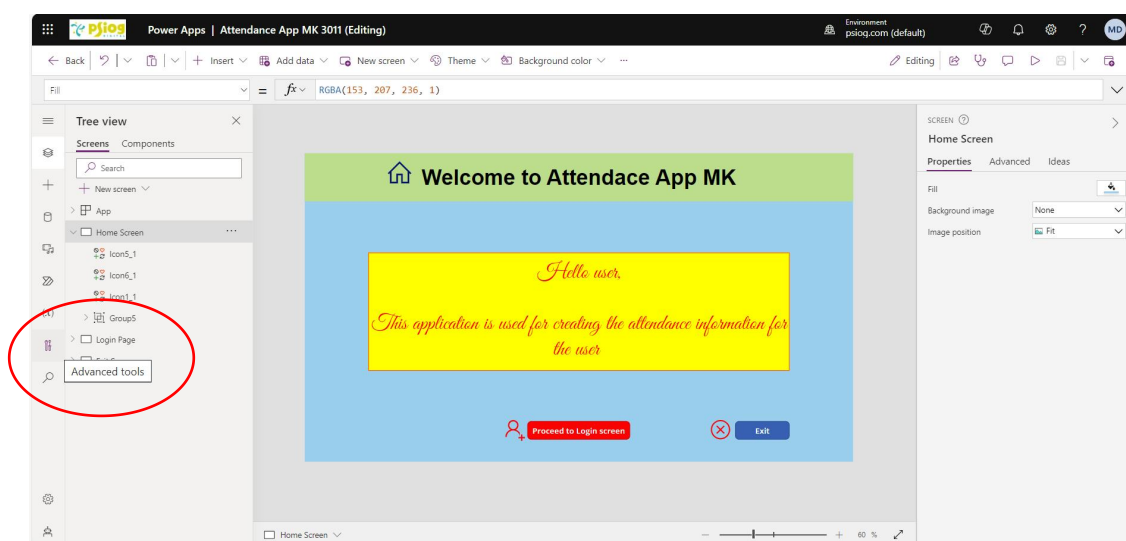 Psiog
Power Apps | Attendance App MK 3011 (Editing)
Environment
psiog.com (default)
MD
Back
Insert
Add data
New screen
Theme
Background color
...
Editing
Fill
= fx RGBA(153, 207, 236, 1)
Tree view
Screens Components
Search
New screen
App
Home Screen
...
Icon5_1
Icon6_1
Icon1_1
Group5
Login Page
Advanced tools
Welcome to Attendace App MK
Hello user,
This application is used for creating the attendance information for
the user
Proceed to Login screen
Exit
SCREEN
Home Screen
Properties Advanced Ideas
Fill
Background image None
Image position Fit
Home Screen
60 %